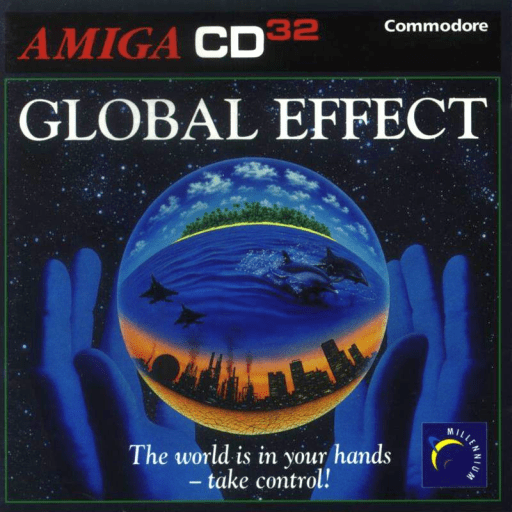 AMIGA CD32
Commodore
GLOBAL EFFECT
The world is in your hands
– take control!
MILLENNIUM